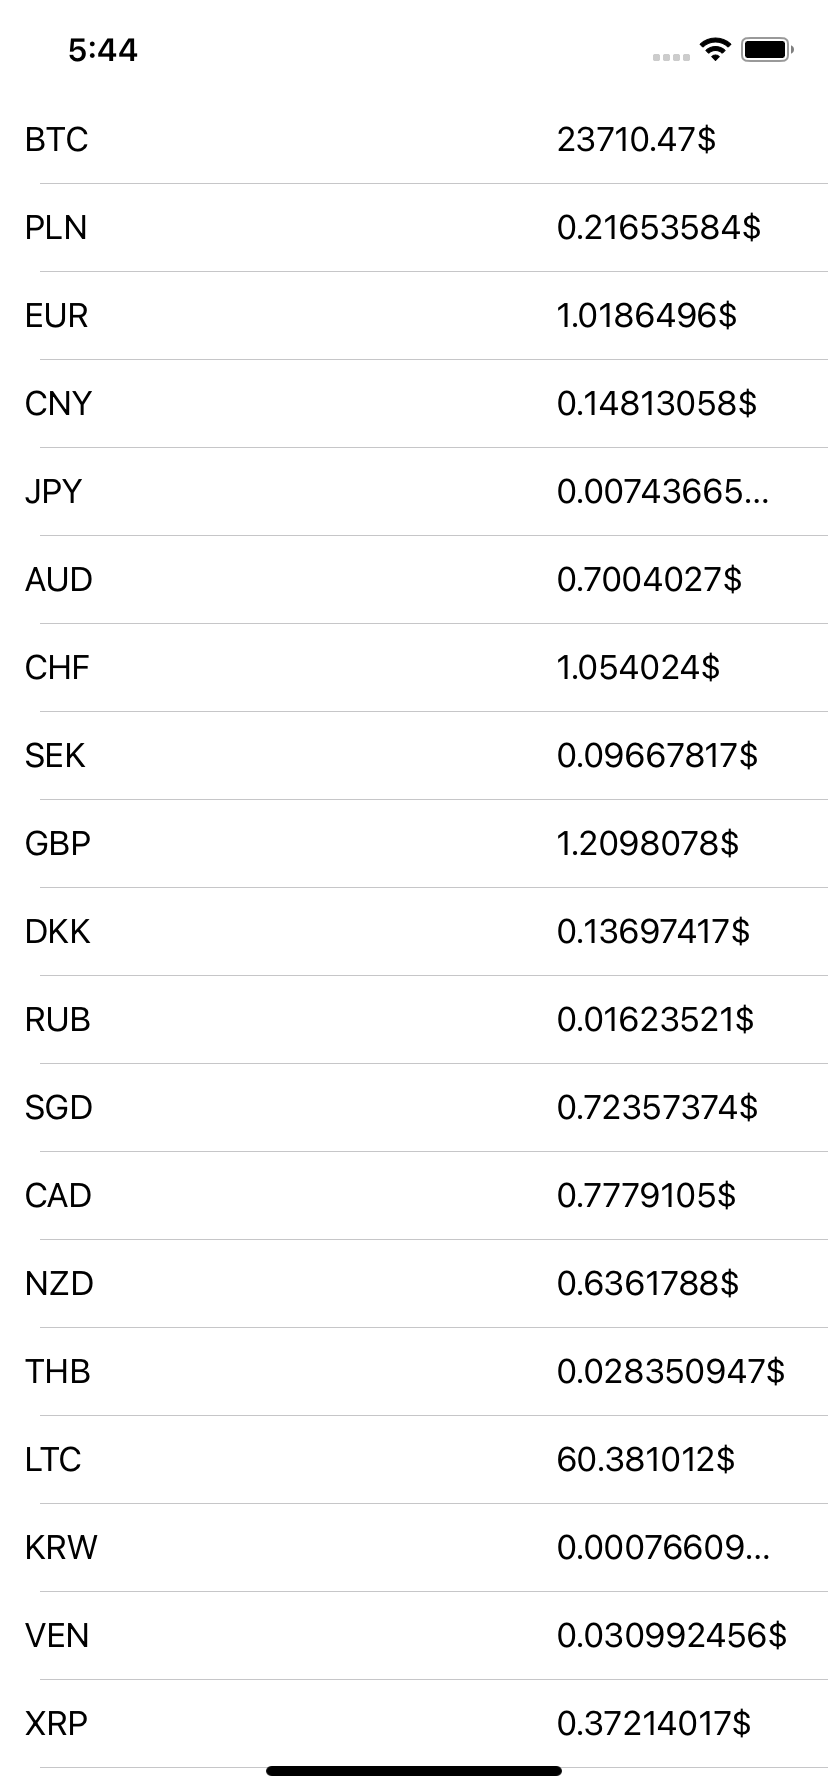 5:44
BTC 23710.47$
PLN 0.21653584$
EUR 1.0186496$
CNY 0.14813058$
JPY 0.00743665...
AUD 0.7004027$
CHF 1.054024$
SEK 0.09667817$
GBP 1.2098078$
DKK 0.13697417$
RUB 0.01623521$
SGD 0.72357374$
CAD 0.7779105$
NZD 0.6361788$
THB 0.028350947$
LTC 60.381012$
KRW 0.00076609...
VEN 0.030992456$
XRP 0.37214017$